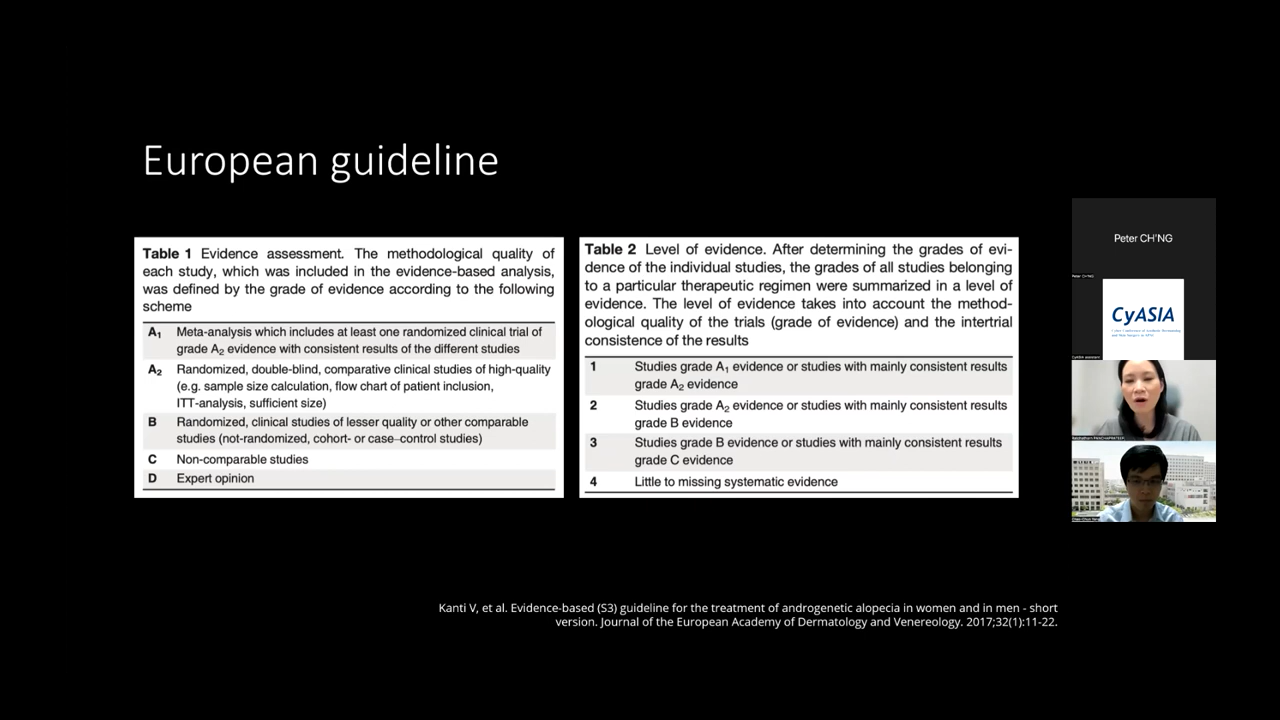 European guideline
Table 1 Evidence assessment. The methodological quality of
each study, which was included in the evidence-based analysis,
was defined by the grade of evidence according to the following
scheme
A1 Meta-analysis which includes at least one randomized clinical trial of
grade A2 evidence with consistent results of the different studies
A2 Randomized, double-blind, comparative clinical studies of high-quality
(e.g. sample size calculation, flow chart of patient inclusion,
ITT-analysis, sufficient size)
B Randomized, clinical studies of lesser quality or other comparable
studies (not-randomized, cohort- or case–control studies)
C Non-comparable studies
D Expert opinion
Table 2 Level of evidence. After determining the grades of evi-
dence of the individual studies, the grades of all studies belonging
to a particular therapeutic regimen were summarized in a level of
evidence. The level of evidence takes into account the method-
ological quality of the trials (grade of evidence) and the intertrial
consistence of the results
1 Studies grade A1 evidence or studies with mainly consistent results
grade A2 evidence
2 Studies grade A2 evidence or studies with mainly consistent results
grade B evidence
3 Studies grade B evidence or studies with mainly consistent results
grade C evidence
4 Little to missing systematic evidence
Kanti V, et al. Evidence-based (S3) guideline for the treatment of androgenetic alopecia in women and in men - short
version. Journal of the European Academy of Dermatology and Venereology. 2017;32(1):11-22.
Peter CH'NG
Peter CH'NG
CyASIA
CyASIA assistant